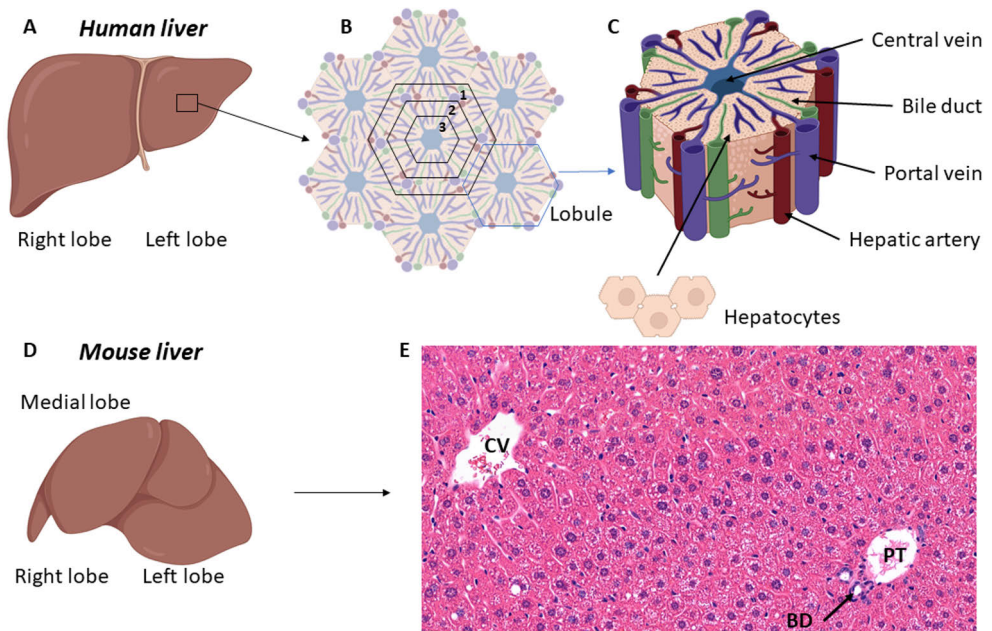 A
Human liver
Right lobe
Left lobe
B
1
2
3
Lobule
C
Central vein
Bile duct
Portal vein
Hepatic artery
Hepatocytes
D
Mouse liver
Medial lobe
Right lobe
Left lobe
E
CV
PT
BD